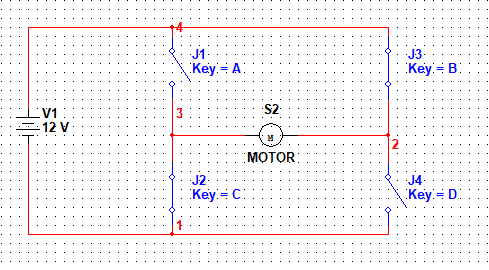 4
J1
Key = A
J3
Key = B
V1
12 V
3
S2
M
MOTOR
2
J2
Key = C
J4
Key = D
1